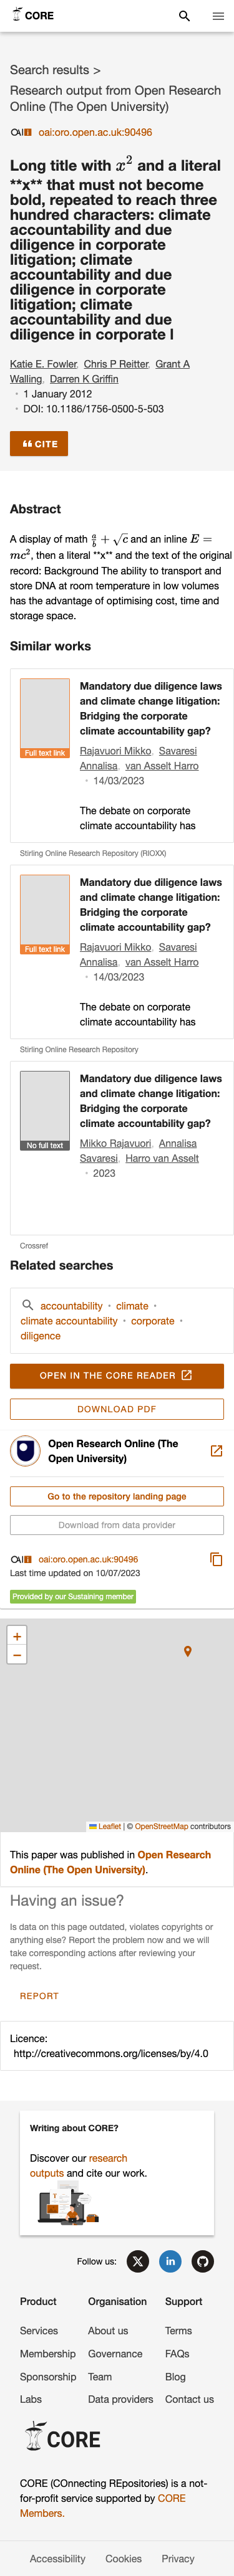 CORE
Search results >
Research output from Open Research
Online (The Open University)
OAI oai:oro.open.ac.uk:90496
Long title with x² and a literal
**x** that must not become
bold, repeated to reach three
hundred characters: climate
accountability and due
diligence in corporate
litigation; climate
accountability and due
diligence in corporate
litigation; climate
accountability and due
diligence in corporate l
Katie E. Fowler, Chris P Reitter, Grant A
Walling, Darren K Griffin
• 1 January 2012
• DOI: 10.1186/1756-0500-5-503
CITE
Abstract
A display of math a/b + √c and an inline E =
mc², then a literal **x** and the text of the original
record: Background The ability to transport and
store DNA at room temperature in low volumes
has the advantage of optimising cost, time and
storage space.
Similar works
Full text link
Mandatory due diligence laws
and climate change litigation:
Bridging the corporate
climate accountability gap?
Rajavuori Mikko, Savaresi
Annalisa, van Asselt Harro
• 14/03/2023
The debate on corporate
climate accountability has
Stirling Online Research Repository (RIOXX)
Full text link
Mandatory due diligence laws
and climate change litigation:
Bridging the corporate
climate accountability gap?
Rajavuori Mikko, Savaresi
Annalisa, van Asselt Harro
• 14/03/2023
The debate on corporate
climate accountability has
Stirling Online Research Repository
No full text
Mandatory due diligence laws
and climate change litigation:
Bridging the corporate
climate accountability gap?
Mikko Rajavuori, Annalisa
Savaresi, Harro van Asselt
• 2023
Crossref
Related searches
accountability • climate •
climate accountability • corporate •
diligence
OPEN IN THE CORE READER
DOWNLOAD PDF
Open Research Online (The
Open University)
Go to the repository landing page
Download from data provider
OAI oai:oro.open.ac.uk:90496
Last time updated on 10/07/2023
Provided by our Sustaining member
+
−
Leaflet | © OpenStreetMap contributors
This paper was published in Open Research
Online (The Open University).
Having an issue?
Is data on this page outdated, violates copyrights or
anything else? Report the problem now and we will
take corresponding actions after reviewing your
request.
REPORT
Licence:
http://creativecommons.org/licenses/by/4.0
Writing about CORE?
Discover our research
outputs and cite our work.
Follow us:
Product Organisation Support
Services About us Terms
Membership Governance FAQs
Sponsorship Team Blog
Labs Data providers Contact us
CORE
CORE (COnnecting REpositories) is a not-
for-profit service supported by CORE
Members.
Accessibility Cookies Privacy